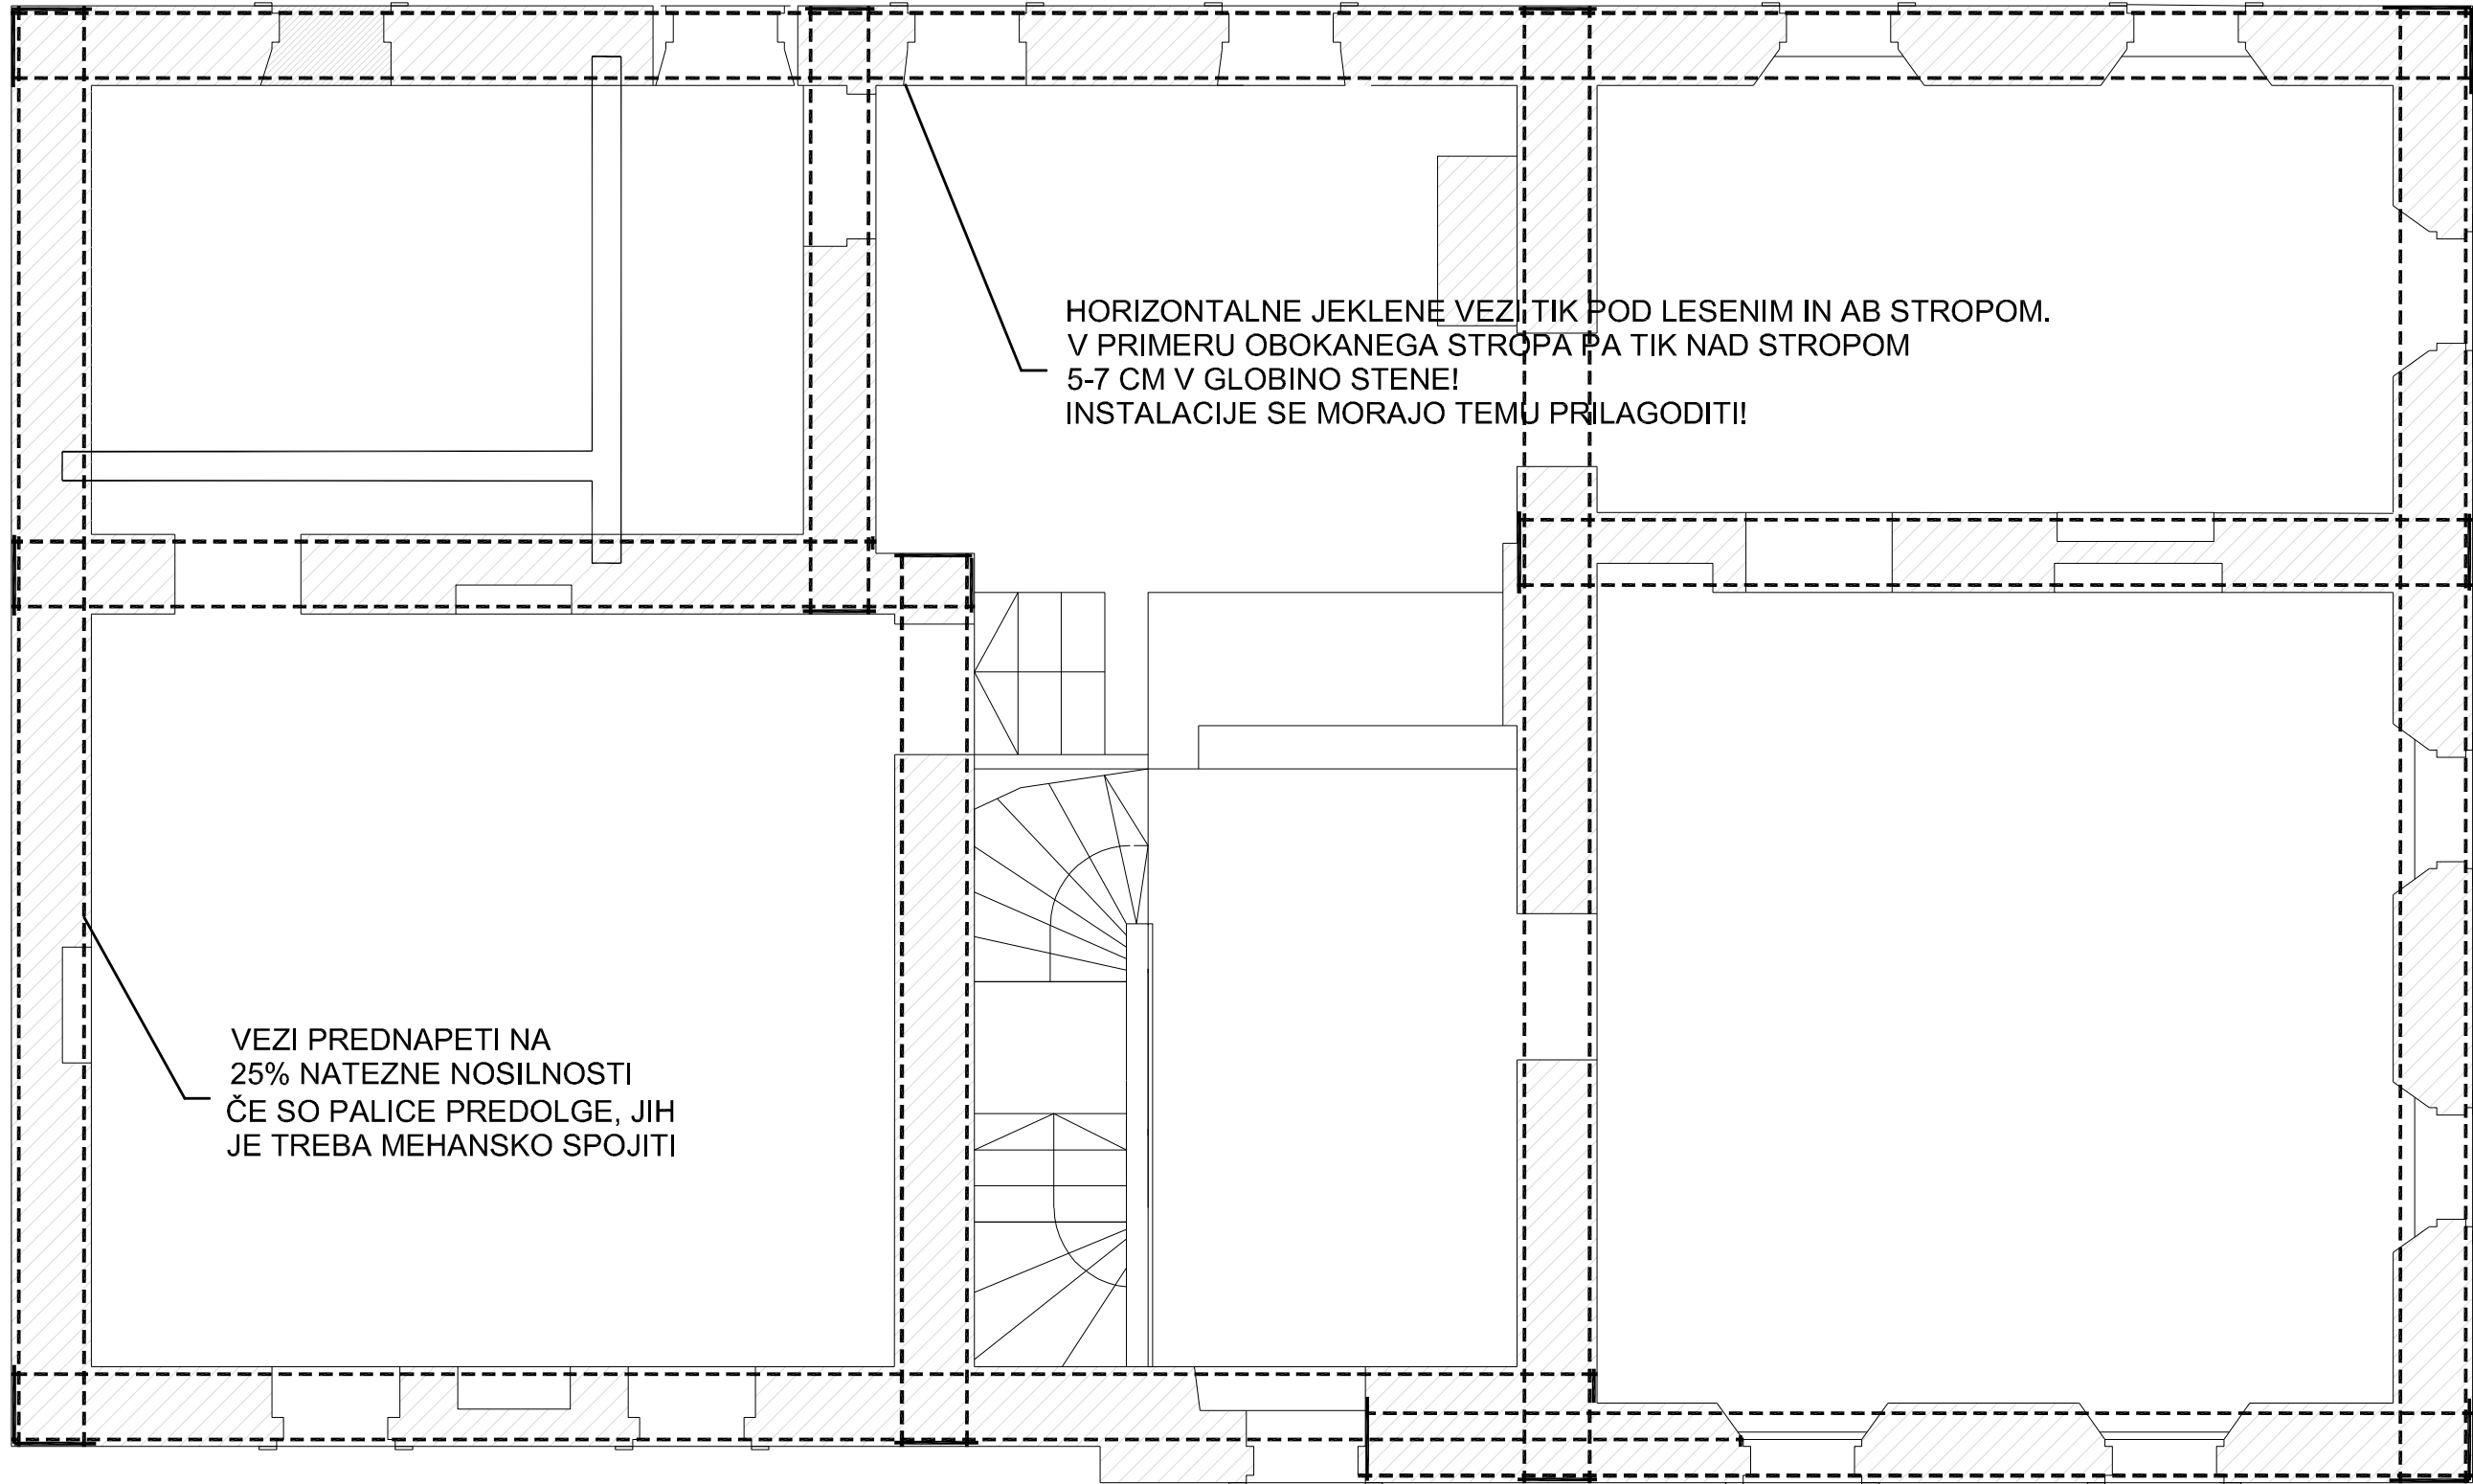 HORIZONTALNE JEKLENE VEZI TIK POD LESENIM IN AB STROPOM.
V PRIMERU OBOKANEGA STROPA PA TIK NAD STROPOM
5-7 CM V GLOBINO STENE!
INSTALACIJE SE MORAJO TEMU PRILAGODITI!
VEZI PREDNAPETI NA
25% NATEZNE NOSILNOSTI
ČE SO PALICE PREDOLGE, JIH
JE TREBA MEHANSKO SPOJITI